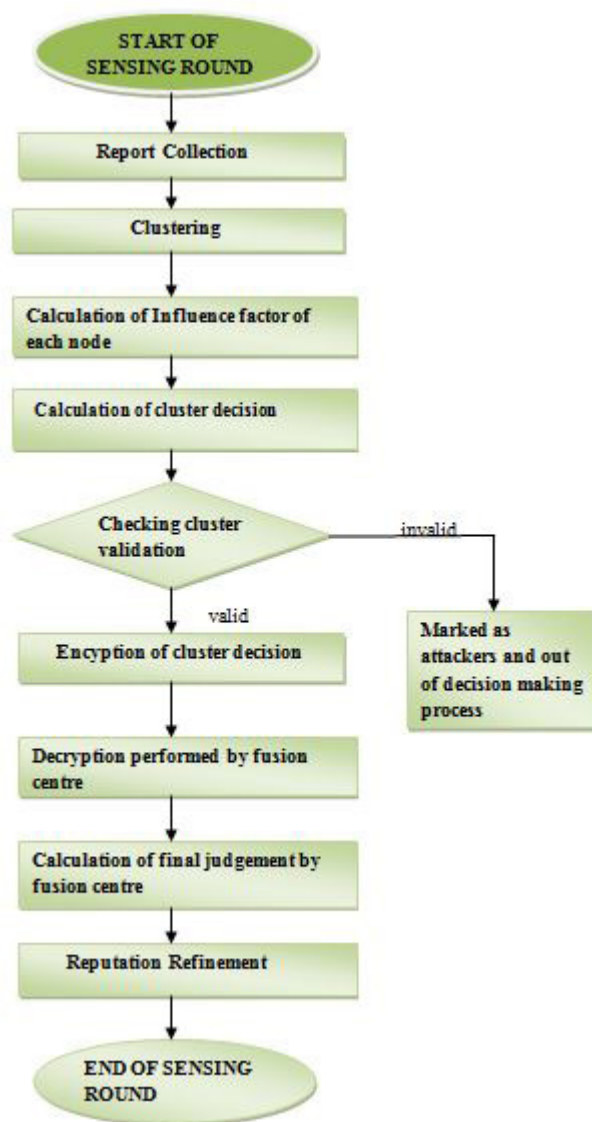 START OF
SENSING ROUND
Report Collection
Clustering
Calculation of Influence factor of
each node
Calculation of cluster decision
Checking cluster
validation
invalid
valid
Encyption of cluster decision
Marked as
attackers and out
of decision making
process
Decryption performed by fusion
centre
Calculation of final judgement by
fusion centre
Reputation Refinement
END OF SENSING
ROUND